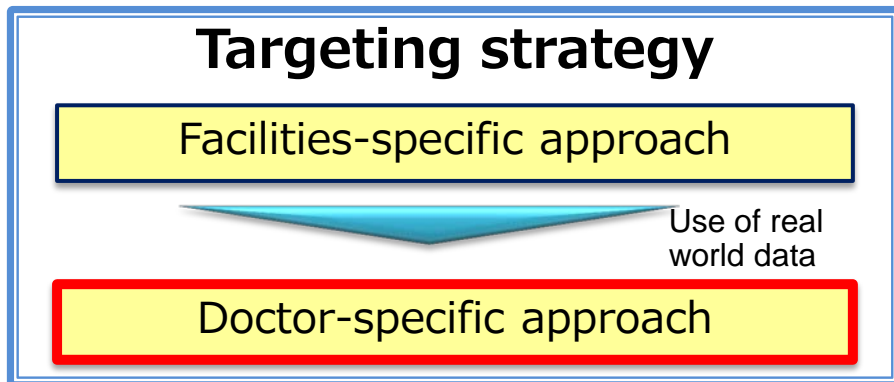 Targeting strategy
Facilities-specific approach
Use of real
world data
Doctor-specific approach